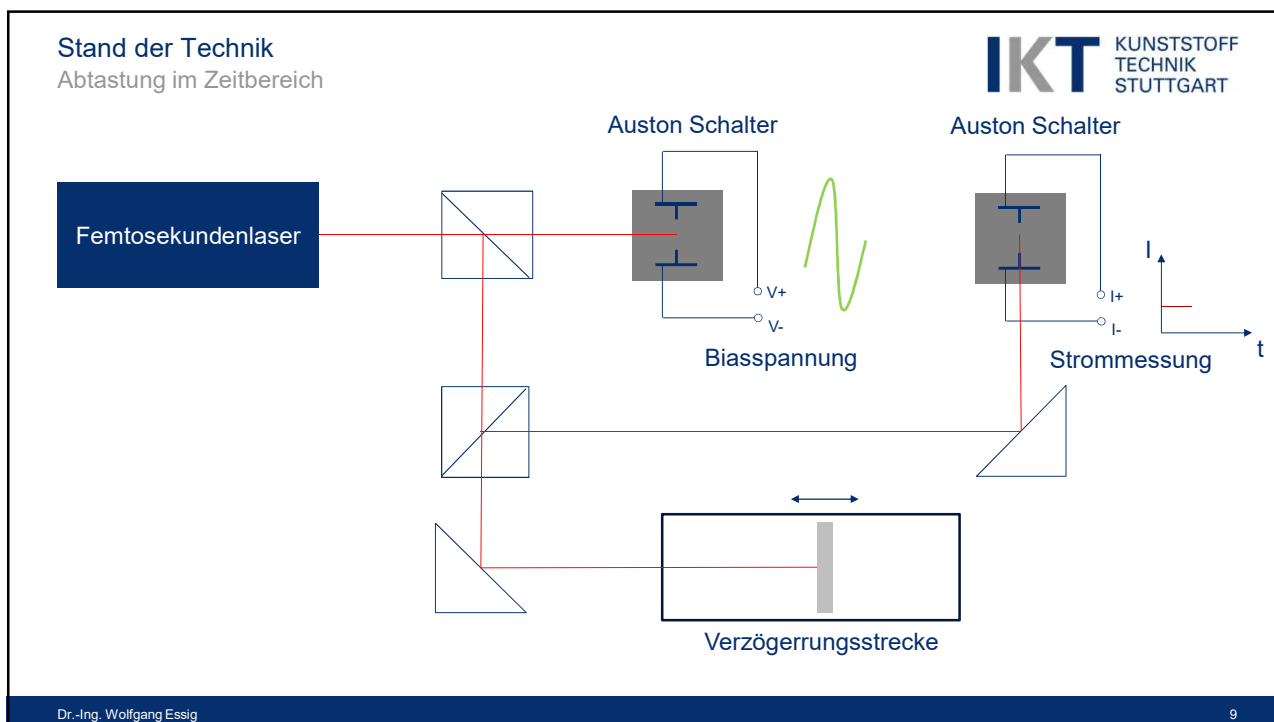 Stand der Technik
Abtastung im Zeitbereich
IKT KUNSTSTOFF
TECHNIK
STUTTGART
Auston Schalter
Auston Schalter
Femtosekundenlaser
V+
V-
Biasspannung
I+
I-
Strommessung
I
t
Verzögerrungsstrecke
Dr.-Ing. Wolfgang Essig
9